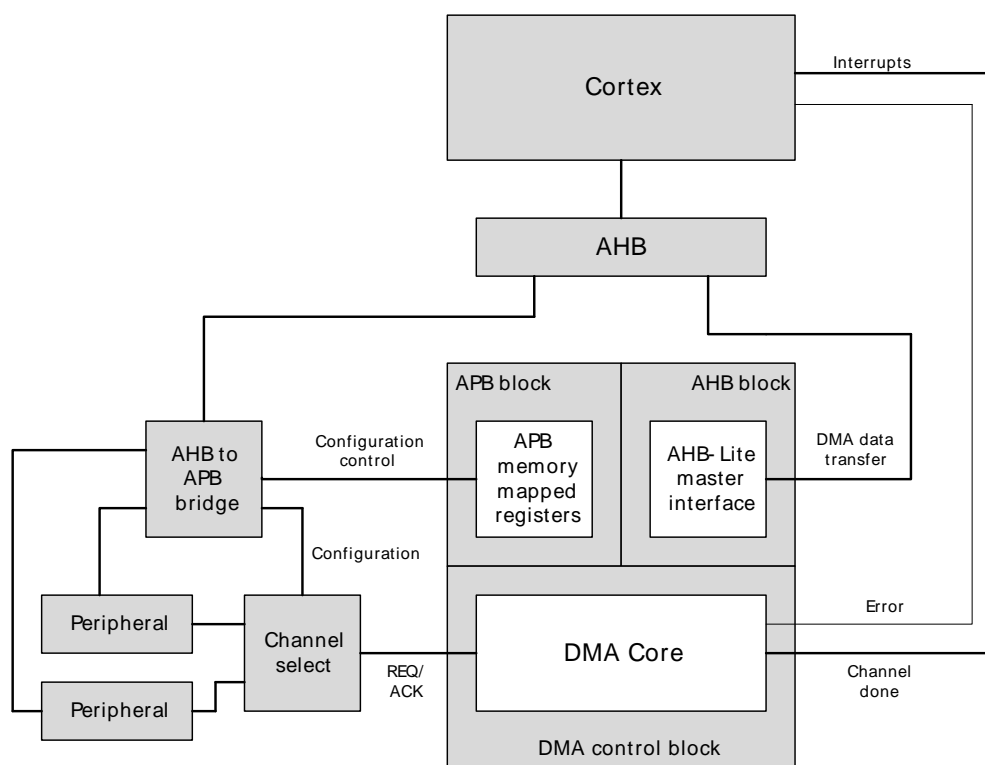 Cortex
Interrupts
AHB
APB block
AHB block
AHB to
APB
bridge
Configuration
control
APB
memory
mapped
registers
AHB-Lite
master
interface
DMA data
transfer
Configuration
Peripheral
Channel
select
Peripheral
REQ/
ACK
DMA Core
Error
Channel
done
DMA control block